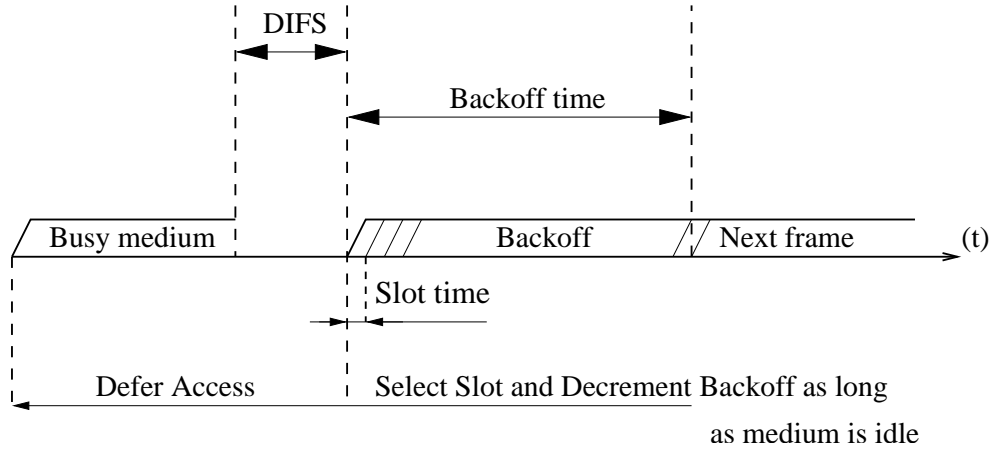 DIFS
Backoff time
Busy medium
Backoff
Next frame
(t)
Slot time
Defer Access
Select Slot and Decrement Backoff as long
as medium is idle